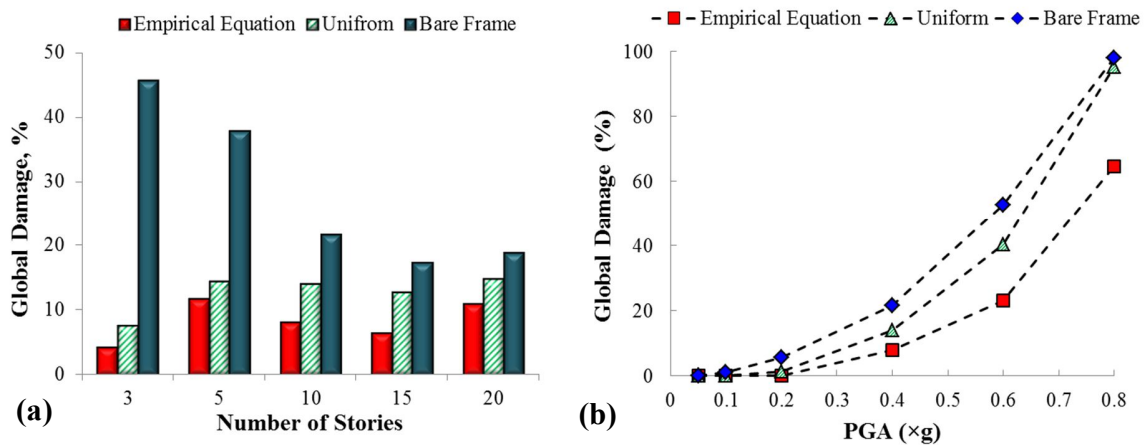 Empirical Equation Unifrom Bare Frame
50
40
30
20
10
0
Global Damage, %
3 5 10 15 20
Number of Stories
(a)
Empirical Equation Uniform Bare Frame
100
80
60
40
20
0
Global Damage (%)
0 0.1 0.2 0.3 0.4 0.5 0.6 0.7 0.8
PGA (×g)
(b)